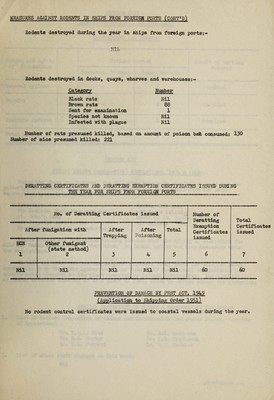 MEASURES AGAINST RODENTS IN SHIPS FROM FOREIGN PORTS (CONT'D)
Rodents destroyed during the year in ships from foreign ports:-
NIL
Rodents destroyed in docks, quays, wharves and warehouses:-
Category Number
Black rats Nil
Brown rats 88
Sent for examination 1
Species not known Nil
Infected with plague Nil
Number of rats presumed killed, based on amount of poison bait consumed: 130
Number of mice presumed killed: 221
DERATTING CERTIFICATES AND DERATTING EXEMPTION CERTIFICATES ISSUED DURING
THE YEAR FOR SHIPS FROM FOREIGN PORTS
No. of Deratting Certificates issued
Number of Deratting Exemption Certificates issued
Total Certificates issued
After fumigation with
After Trapping
After Poisoning
Total
HCN
Other fumigant (state method)
1 2 3 4 5 6 7
Nil Nil Nil Nil Nil 60 60
PREVENTION OF DAMAGE BY PEST ACT, 1949
(Application to Shipping Order 1951)
No rodent control certificates were issued to coastal vessels during the year.